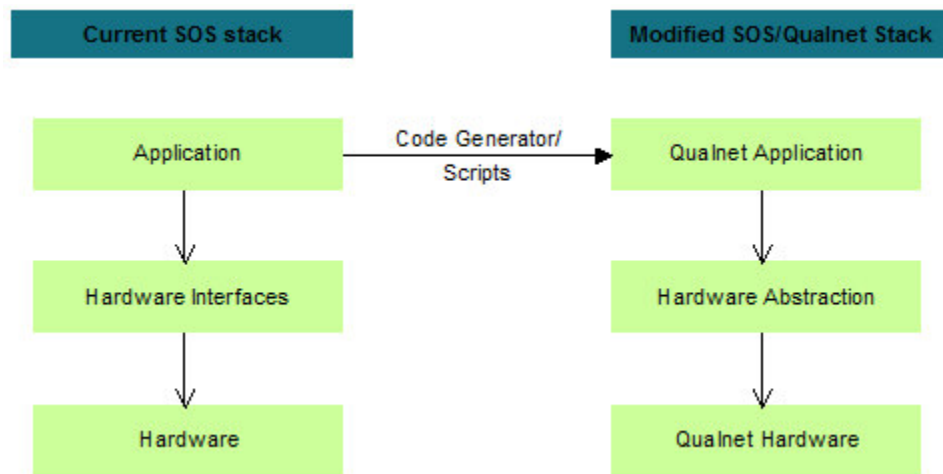 Current SOS stack
Modified SOS/Qualnet Stack
Application
Code Generator/
Scripts
Qualnet Application
Hardware Interfaces
Hardware Abstraction
Hardware
Qualnet Hardware